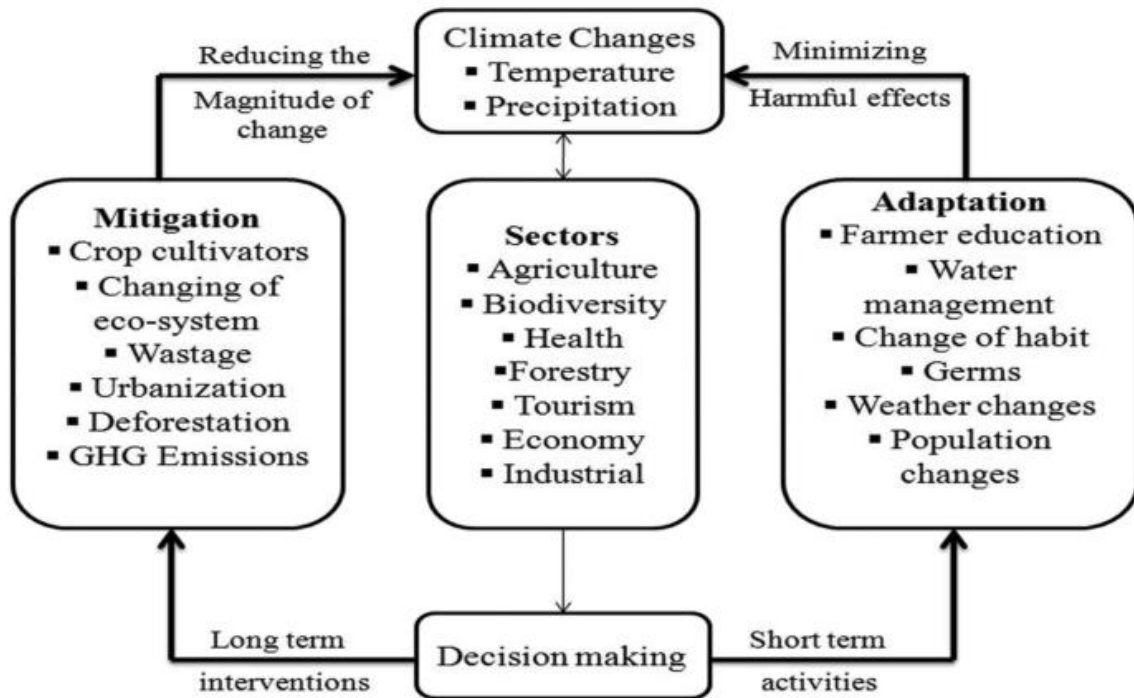 Climate Changes
▪ Temperature
▪ Precipitation
Reducing the
Magnitude of
change
Minimizing
Harmful effects
Mitigation
▪ Crop cultivators
▪ Changing of
eco-system
▪ Wastage
▪ Urbanization
▪ Deforestation
▪ GHG Emissions
Sectors
▪ Agriculture
▪ Biodiversity
▪ Health
▪ Forestry
▪ Tourism
▪ Economy
▪ Industrial
Adaptation
▪ Farmer education
▪ Water
management
▪ Change of habit
▪ Germs
▪ Weather changes
▪ Population
changes
Long term
interventions
Decision making
Short term
activities